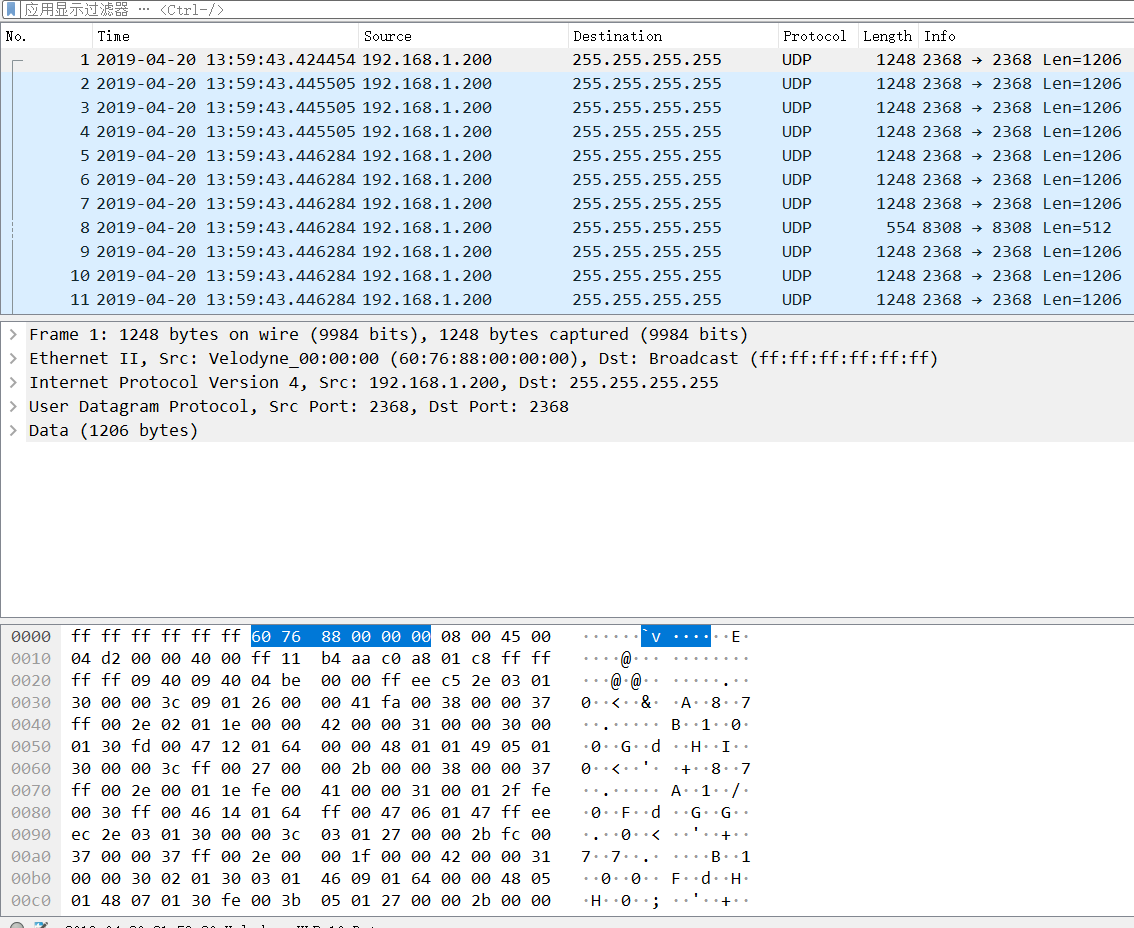 应用显示过滤器 … <Ctrl-/>
No. Time Source Destination Protocol Length Info
1 2019-04-20 13:59:43.424454 192.168.1.200 255.255.255.255 UDP 1248 2368 → 2368 Len=1206
2 2019-04-20 13:59:43.445505 192.168.1.200 255.255.255.255 UDP 1248 2368 → 2368 Len=1206
3 2019-04-20 13:59:43.445505 192.168.1.200 255.255.255.255 UDP 1248 2368 → 2368 Len=1206
4 2019-04-20 13:59:43.445505 192.168.1.200 255.255.255.255 UDP 1248 2368 → 2368 Len=1206
5 2019-04-20 13:59:43.446284 192.168.1.200 255.255.255.255 UDP 1248 2368 → 2368 Len=1206
6 2019-04-20 13:59:43.446284 192.168.1.200 255.255.255.255 UDP 1248 2368 → 2368 Len=1206
7 2019-04-20 13:59:43.446284 192.168.1.200 255.255.255.255 UDP 1248 2368 → 2368 Len=1206
8 2019-04-20 13:59:43.446284 192.168.1.200 255.255.255.255 UDP 554 8308 → 8308 Len=512
9 2019-04-20 13:59:43.446284 192.168.1.200 255.255.255.255 UDP 1248 2368 → 2368 Len=1206
10 2019-04-20 13:59:43.446284 192.168.1.200 255.255.255.255 UDP 1248 2368 → 2368 Len=1206
11 2019-04-20 13:59:43.446284 192.168.1.200 255.255.255.255 UDP 1248 2368 → 2368 Len=1206
Frame 1: 1248 bytes on wire (9984 bits), 1248 bytes captured (9984 bits)
Ethernet II, Src: Velodyne_00:00:00 (60:76:88:00:00:00), Dst: Broadcast (ff:ff:ff:ff:ff:ff)
Internet Protocol Version 4, Src: 192.168.1.200, Dst: 255.255.255.255
User Datagram Protocol, Src Port: 2368, Dst Port: 2368
Data (1206 bytes)
0000 ff ff ff ff ff ff 60 76 88 00 00 00 08 00 45 00 ······`v ······E·
0010 04 d2 00 00 40 00 ff 11 b4 aa c0 a8 01 c8 ff ff ····@··· ········
0020 ff ff 09 40 09 40 04 be 00 00 ff ee c5 2e 03 01 ···@·@·· ·····.··
0030 30 00 00 3c 09 01 26 00 00 41 fa 00 38 00 00 37 0··<··&· ·A··8··7
0040 ff 00 2e 02 01 1e 00 00 42 00 00 31 00 00 30 00 ··.····· B··1··0·
0050 01 30 fd 00 47 12 01 64 00 00 48 01 01 49 05 01 ·0··G··d ··H··I··
0060 30 00 00 3c ff 00 27 00 00 2b 00 00 38 00 00 37 0··<··'· ·+··8··7
0070 ff 00 2e 00 01 1e fe 00 41 00 00 31 00 01 2f fe ··.····· A··1··/·
0080 00 30 ff 00 46 14 01 64 ff 00 47 06 01 47 ff ee ·0··F··d ··G··G··
0090 ec 2e 03 01 30 00 00 3c 03 01 27 00 00 2b fc 00 ·.··0··< ··'··+··
00a0 37 00 00 37 ff 00 2e 00 00 1f 00 00 42 00 00 31 7··7··.· ····B··1
00b0 00 00 30 02 01 30 03 01 46 09 01 64 00 00 48 05 ··0··0·· F··d··H·
00c0 01 48 07 01 30 fe 00 3b 05 01 27 00 00 2b 00 00 ·H··0··; ··'··+··